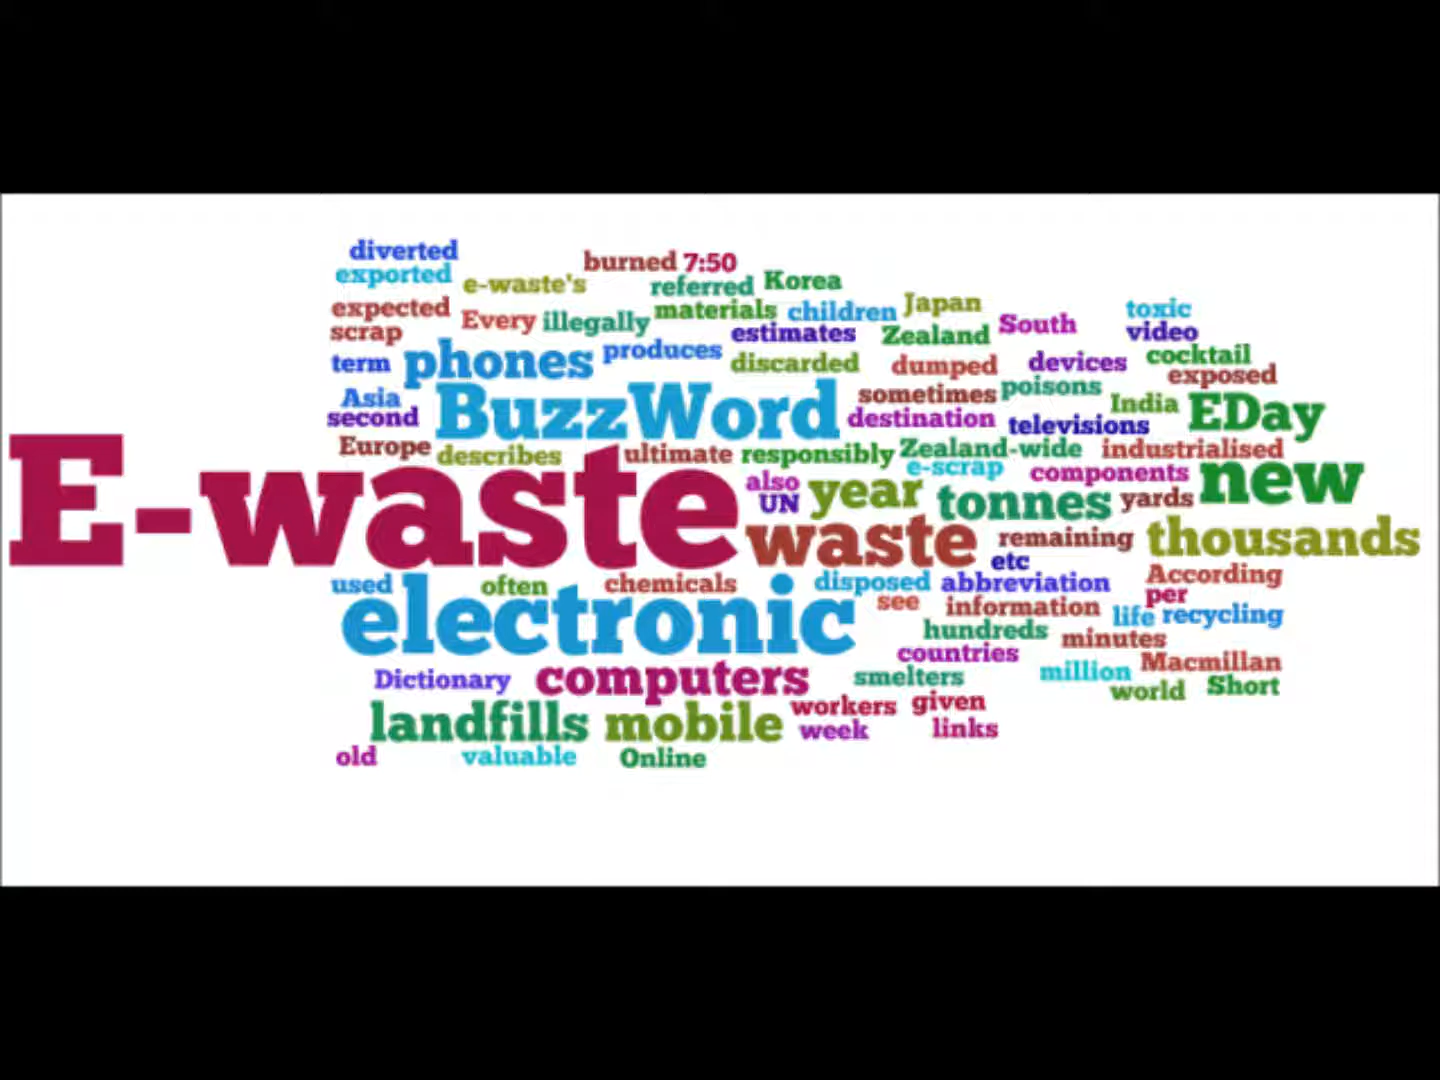 diverted
burned 7:50
exported e-waste's referred Korea
expected Every illegally materials children Japan South toxic
scrap estimates Zealand video
term phones produces discarded dumped devices cocktail
exposed
Asia BuzzWord sometimes poisons India EDay
second destination televisions
Europe describes ultimate responsibly Zealand-wide industrialised
E-waste also e-scrap components new
UN year tonnes yards
waste remaining thousands
etc
used often chemicals disposed abbreviation According
electronic see information per
life recycling
hundreds minutes
countries Macmillan
Dictionary computers smelters million world Short
landfills mobile workers given
week links
old valuable Online